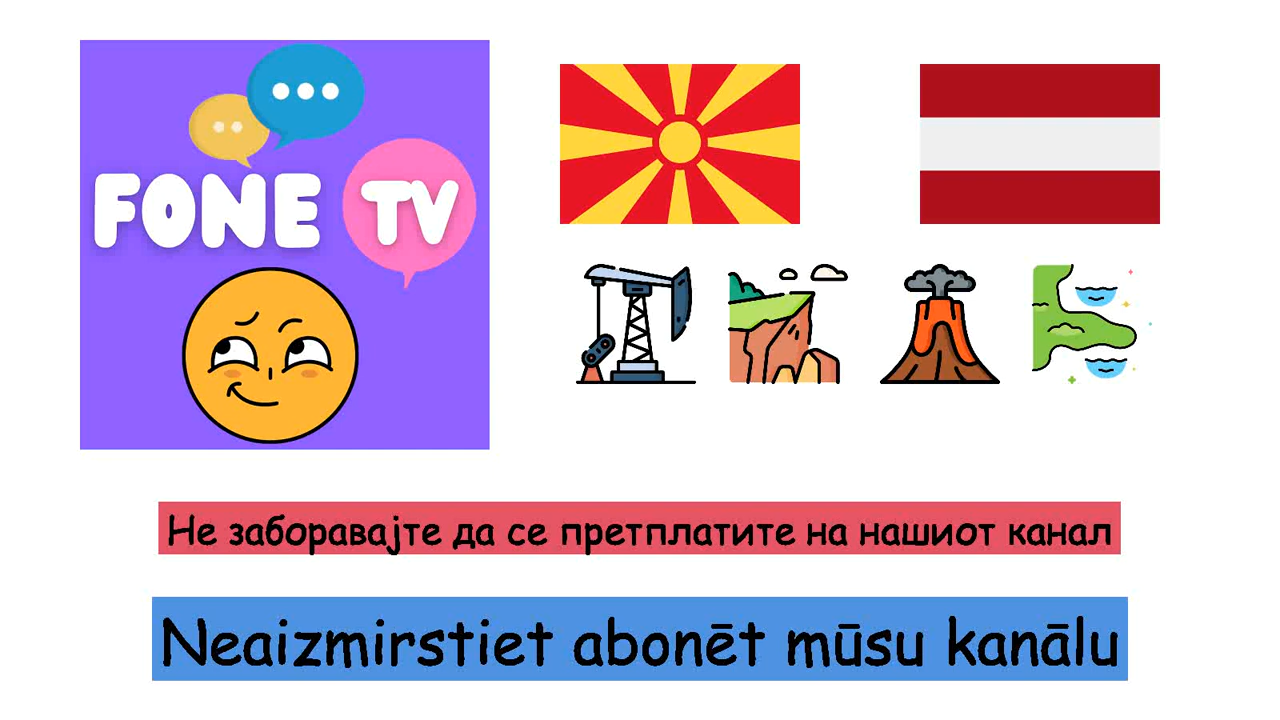 FONE TV
Не заборавајте да се претплатите на нашиот канал
Neaizmirstiet abonēt mūsu kanālu